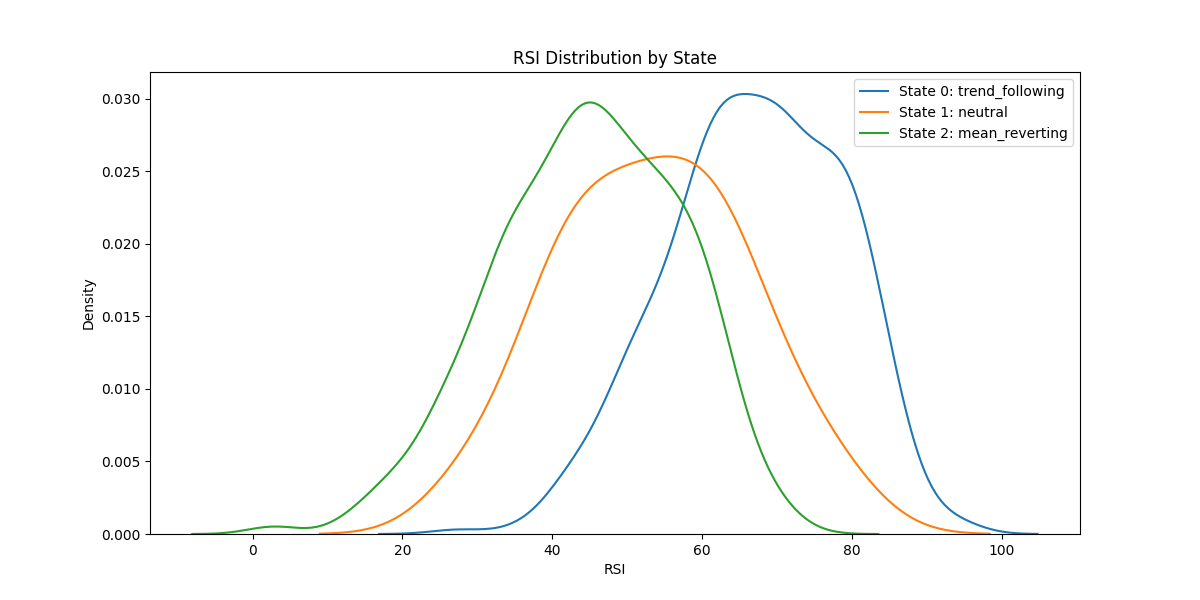 RSI Distribution by State
State 0: trend_following
State 1: neutral
State 2: mean_reverting
Density
0.030
0.025
0.020
0.015
0.010
0.005
0.000
0 20 40 60 80 100
RSI